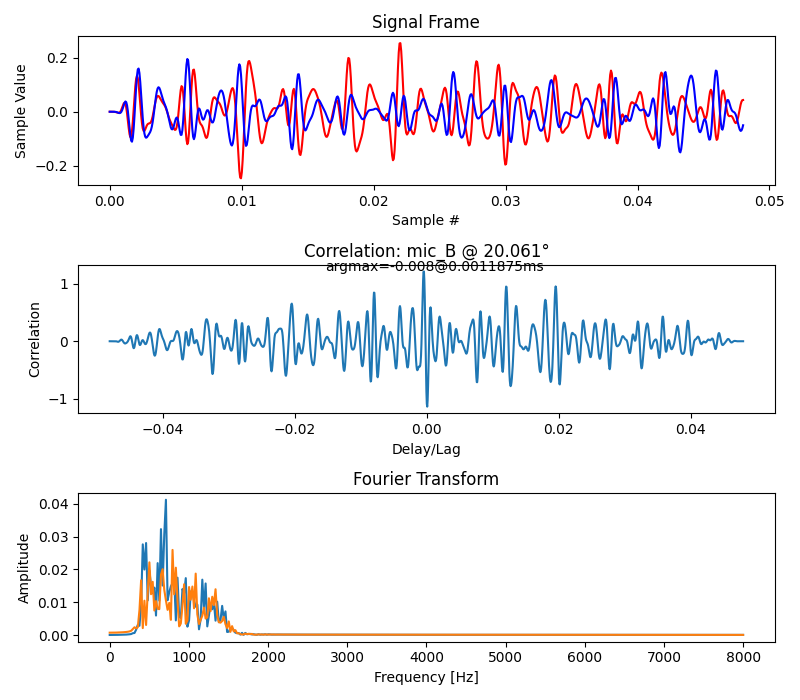 Signal Frame
Sample Value
0.2
0.0
−0.2
0.00 0.01 0.02 0.03 0.04 0.05
Sample #
Correlation: mic_B @ 20.061°
argmax=-0.008@0.0011875ms
Correlation
1
0
−1
−0.04 −0.02 0.00 0.02 0.04
Delay/Lag
Fourier Transform
Amplitude
0.04
0.03
0.02
0.01
0.00
0 1000 2000 3000 4000 5000 6000 7000 8000
Frequency [Hz]